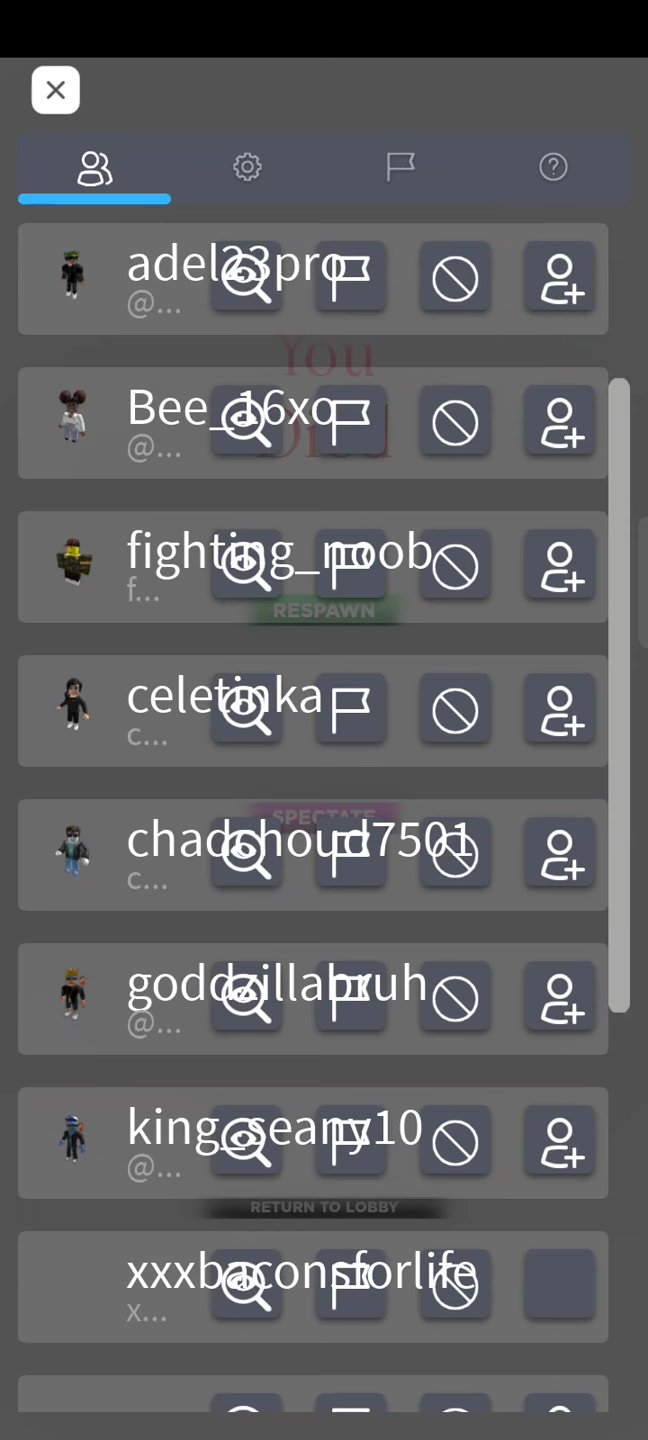 adel23pro
@...
You
Died
Bee_16xo
@...
fighting_noob
f...
RESPAWN
celetinka
c...
SPECTATE
chadchoud7501
c...
goddzillabruh
@...
king_seany10
@...
RETURN TO LOBBY
xxxbaconsforlife
x...